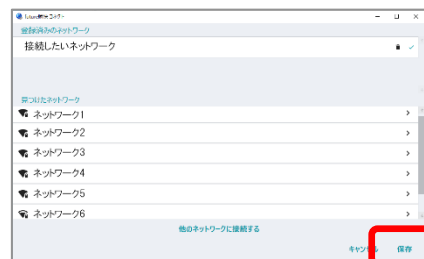 登録済みのネットワーク
接続したいネットワーク
見つけたネットワーク
ネットワーク1
ネットワーク2
ネットワーク3
ネットワーク4
ネットワーク5
ネットワーク6
他のネットワークに接続する
キャンセル 保存